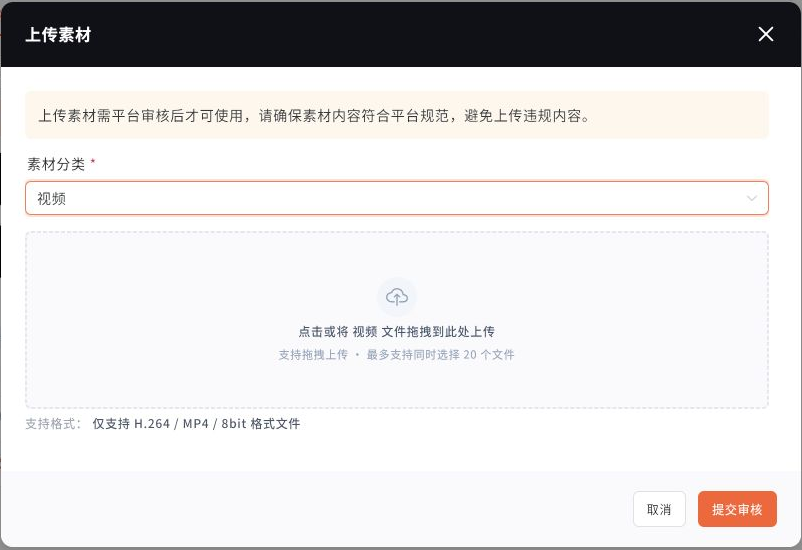 上传素材
上传素材需平台审核后才可使用，请确保素材内容符合平台规范，避免上传违规内容。
素材分类 *
视频
点击或将 视频 文件拖拽到此处上传
支持拖拽上传 • 最多支持同时选择 20 个文件
支持格式： 仅支持 H.264 / MP4 / 8bit 格式文件
取消 提交审核